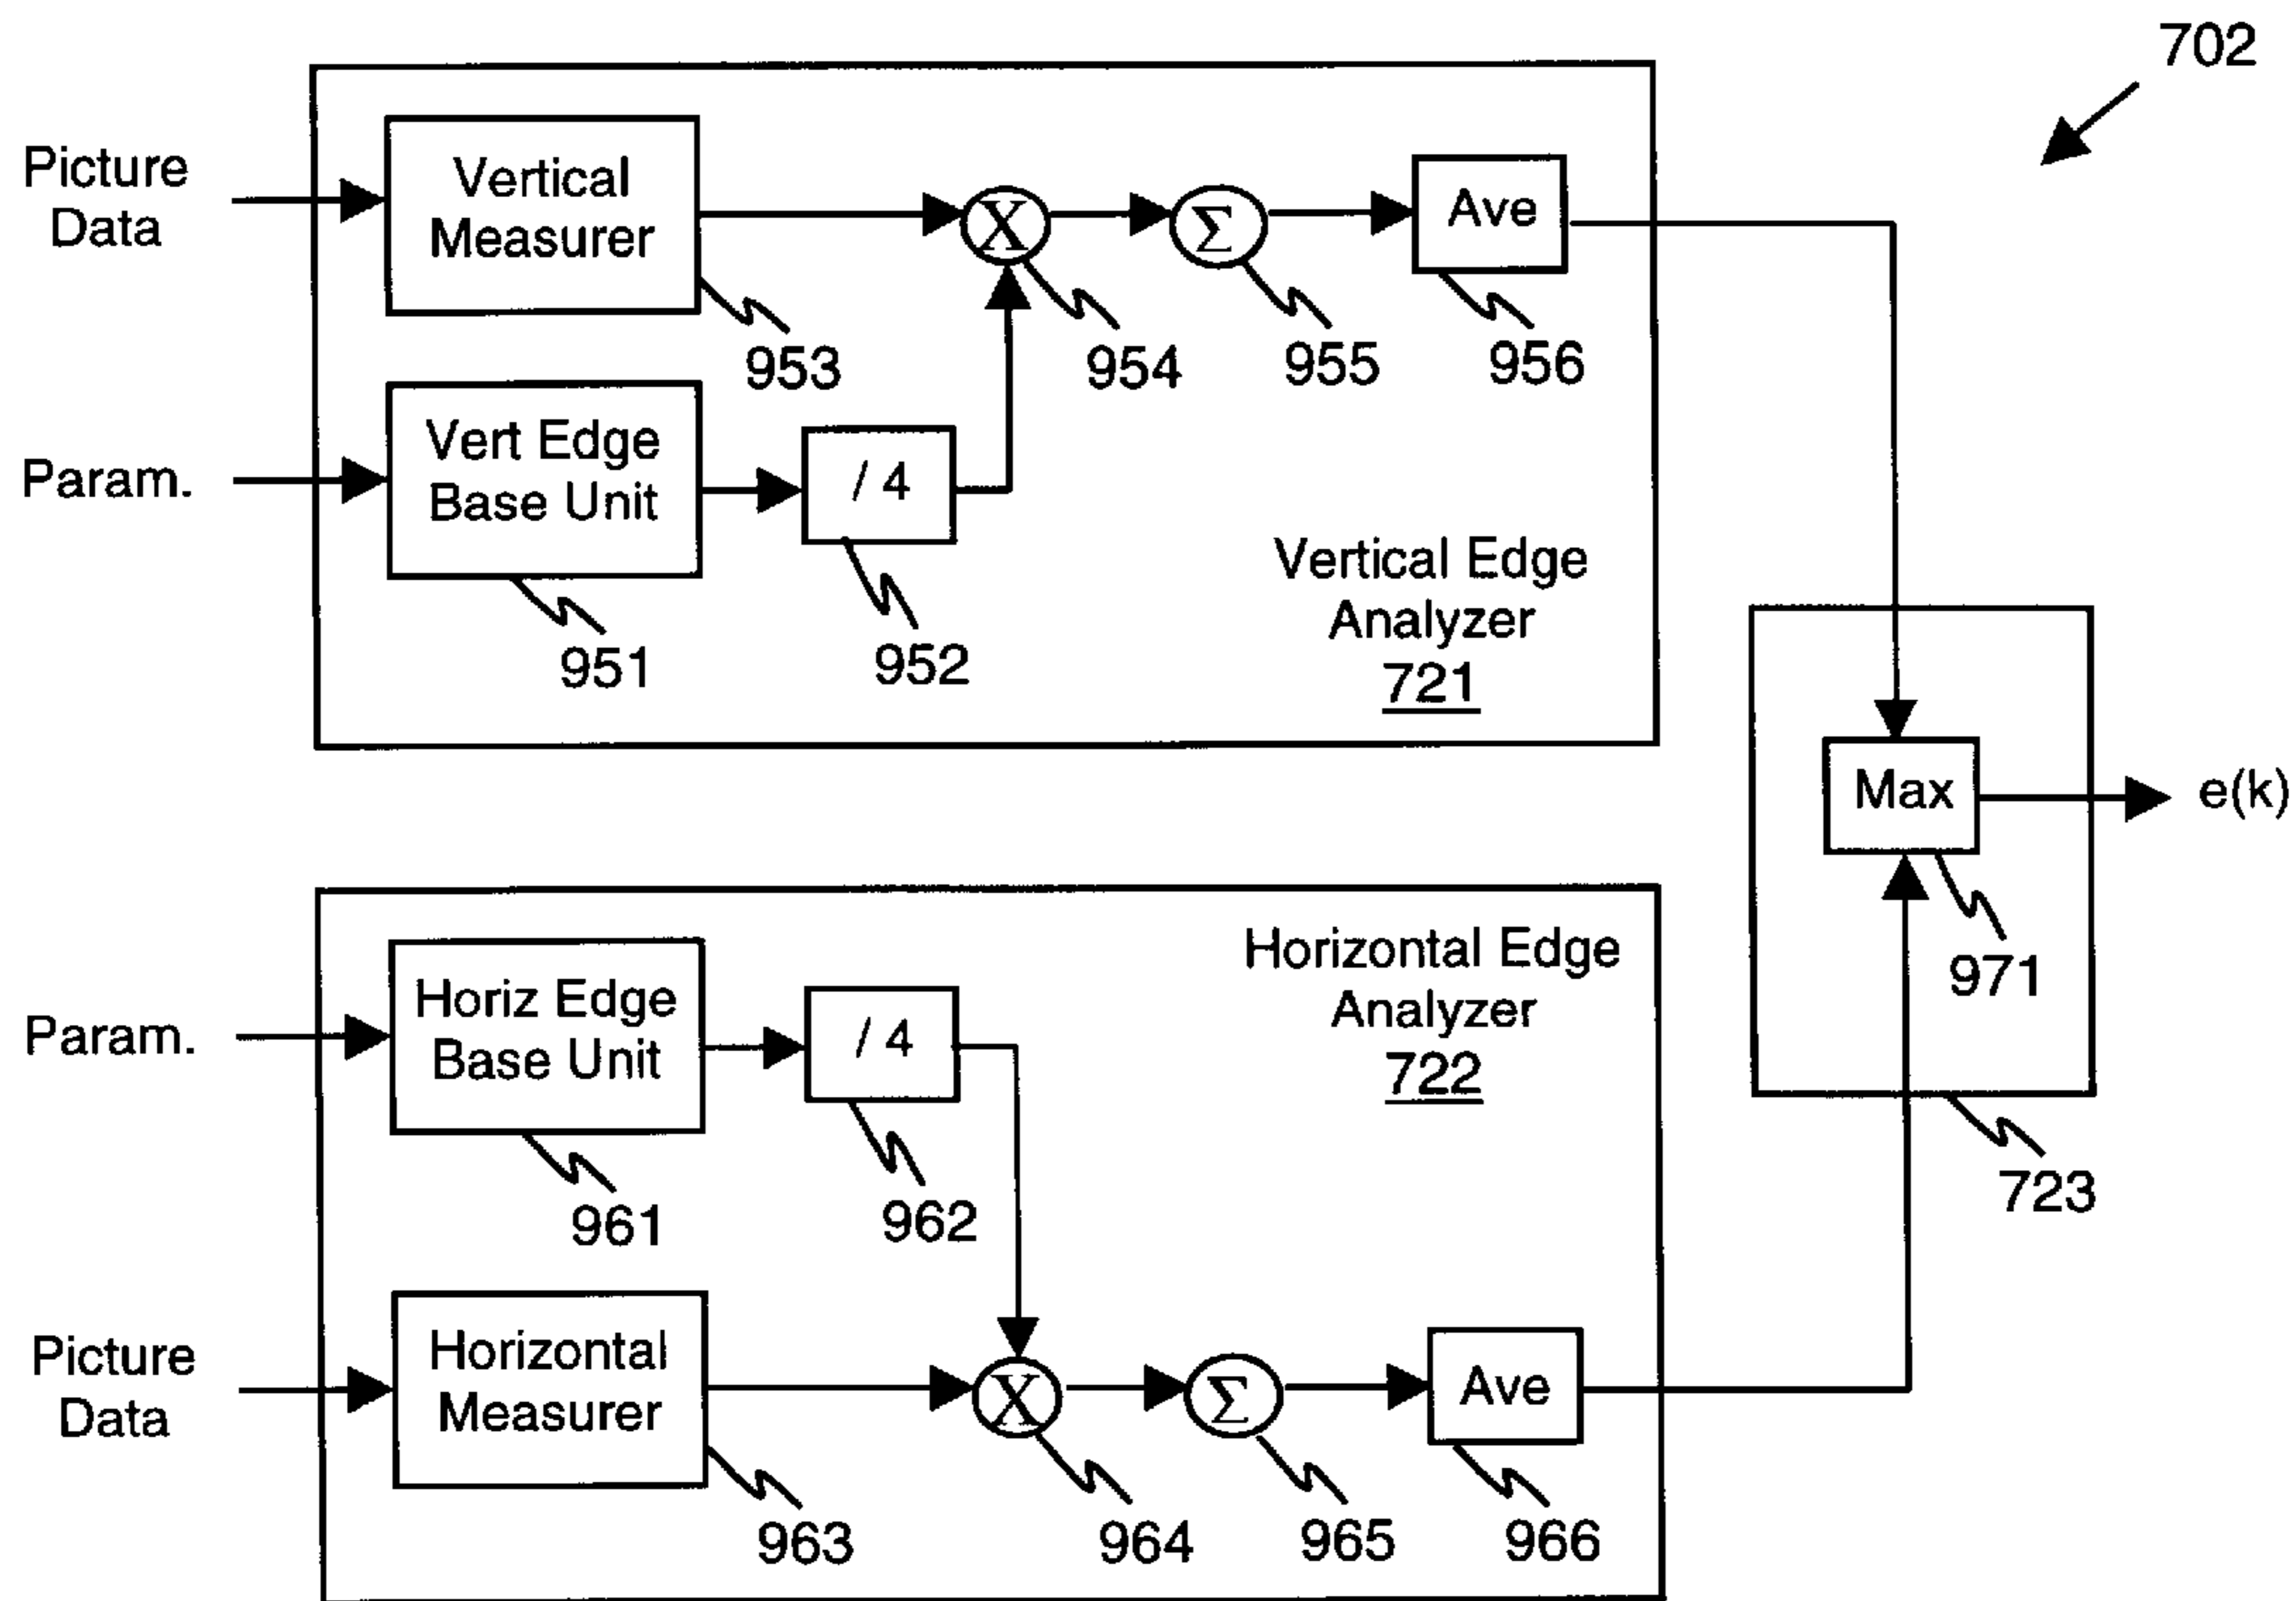 702
Picture
Data
Vertical
Measurer
X
Σ
Ave
953
954
955
956
Param.
Vert Edge
Base Unit
/ 4
951
952
Vertical Edge
Analyzer
721
Max
e(k)
971
723
Param.
Horiz Edge
Base Unit
/ 4
961
962
Horizontal Edge
Analyzer
722
Picture
Data
Horizontal
Measurer
X
Σ
Ave
963
964
965
966